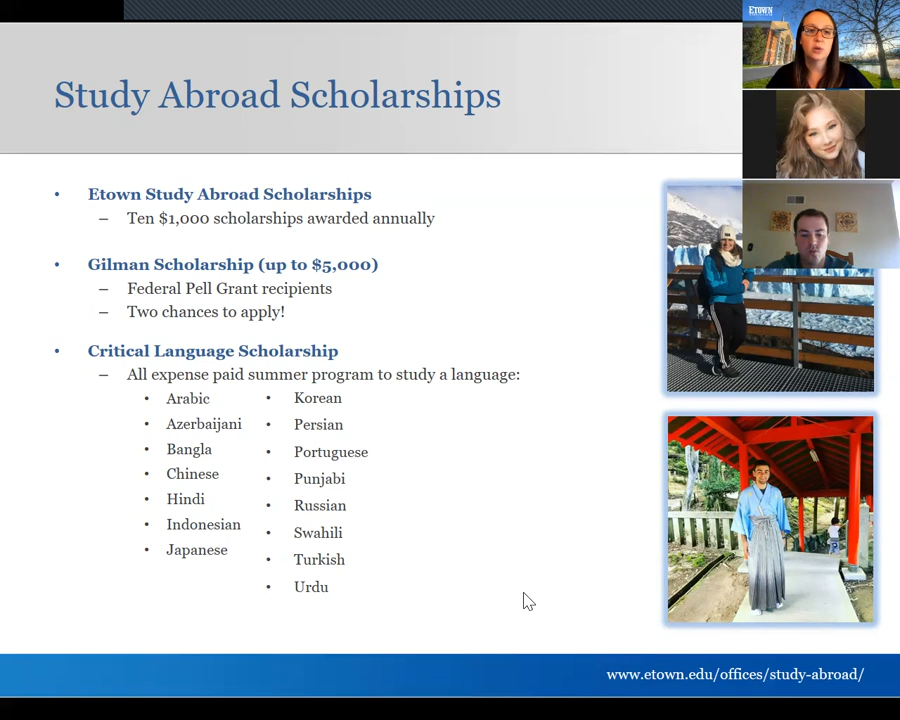 Etown
Study Abroad Scholarships
• Etown Study Abroad Scholarships
– Ten $1,000 scholarships awarded annually
• Gilman Scholarship (up to $5,000)
– Federal Pell Grant recipients
– Two chances to apply!
• Critical Language Scholarship
– All expense paid summer program to study a language:
• Arabic
• Azerbaijani
• Bangla
• Chinese
• Hindi
• Indonesian
• Japanese
• Korean
• Persian
• Portuguese
• Punjabi
• Russian
• Swahili
• Turkish
• Urdu
www.etown.edu/offices/study-abroad/